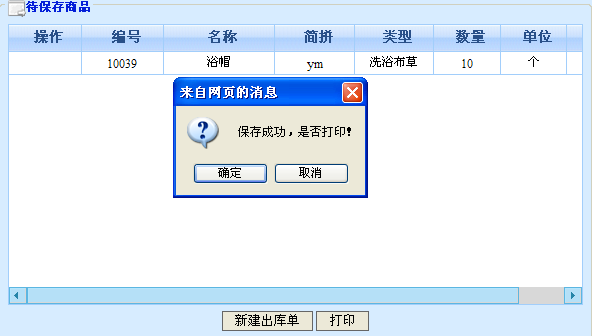 待保存商品
操作 编号 名称 简拼 类型 数量 单位
10039 浴帽 ym 洗浴布草 10 个
来自网页的消息
保存成功，是否打印!
确定 取消
新建出库单 打印